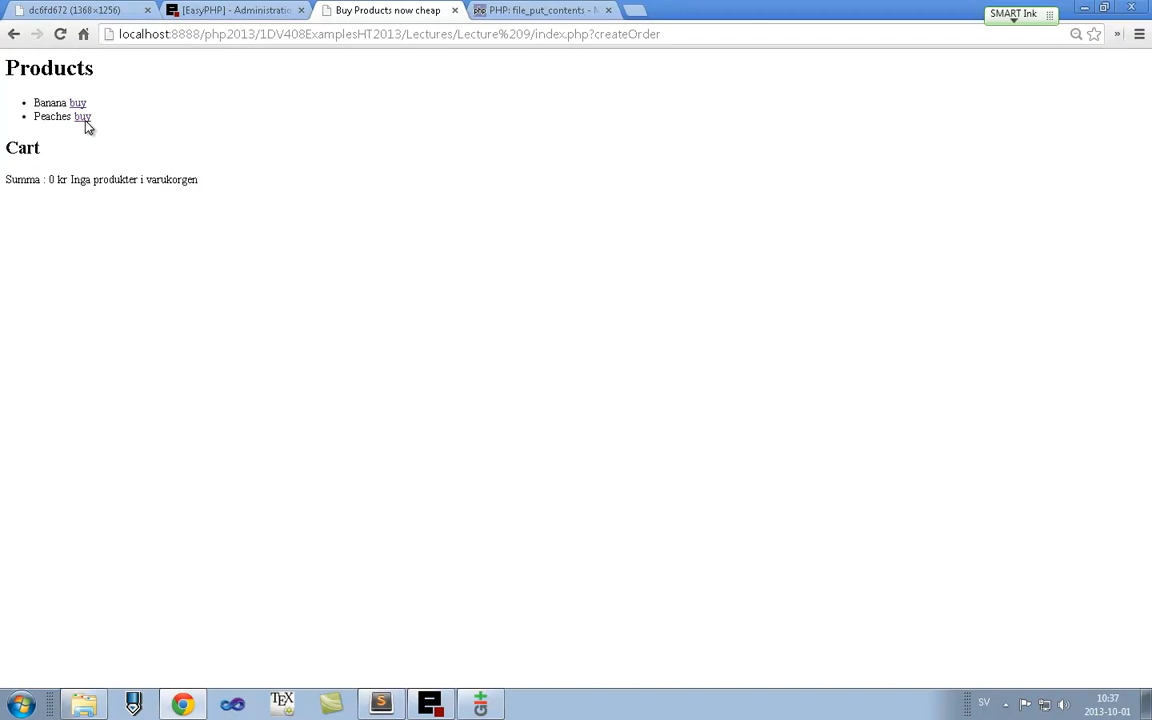 dc6fd672 (1368×1256)
[EasyPHP] - Administratio
Buy Products now cheap
PHP: file_put_contents - M
SMART Ink
localhost:8888/php2013/1DV408ExamplesHT2013/Lectures/Lecture%209/index.php?createOrder
Products
Banana buy
Peaches buy
Cart
Summa : 0 kr Inga produkter i varukorgen
TEX
S
GIT
SV
10:37
2013-10-01